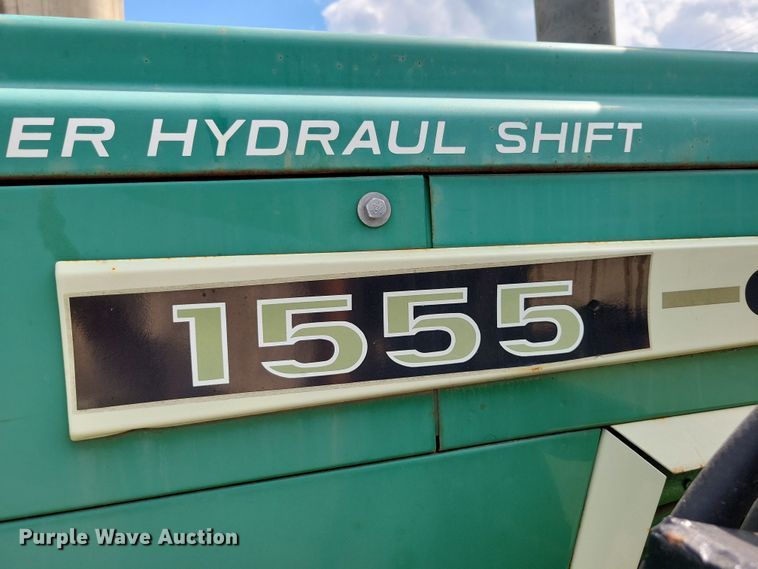 ER HYDRAUL SHIFT
1555
Purple Wave Auction